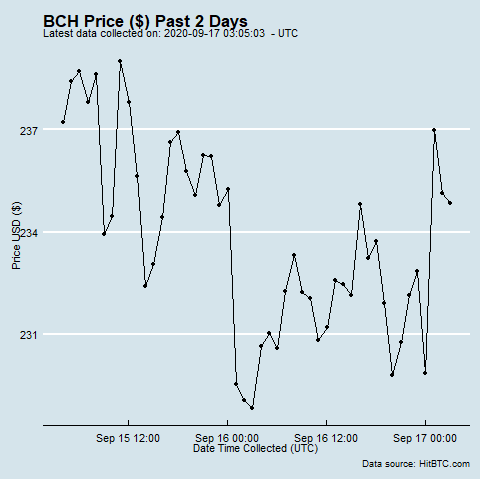 BCH Price ($) Past 2 Days
Latest data collected on: 2020-09-17 03:05:03 - UTC
237
234
231
Price USD ($)
Sep 15 12:00 Sep 16 00:00 Sep 16 12:00 Sep 17 00:00
Date Time Collected (UTC)
Data source: HitBTC.com